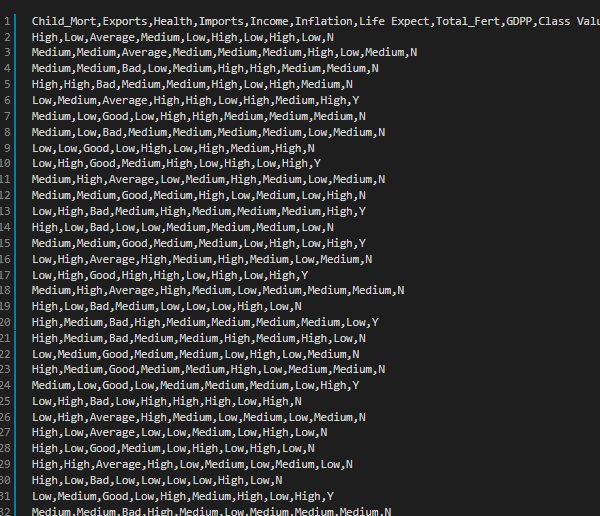 1 Child_Mort,Exports,Health,Imports,Income,Inflation,Life Expect,Total_Fert,GDPP,Class Valu
2 High,Low,Average,Medium,Low,High,Low,High,Low,N
3 Medium,Medium,Average,Medium,Medium,Medium,High,Low,Medium,N
4 Medium,Medium,Bad,Low,Medium,High,High,Medium,Medium,N
5 High,High,Bad,Medium,Medium,High,Low,High,Medium,N
6 Low,Medium,Average,High,High,Low,High,Medium,High,Y
7 Medium,Low,Good,Low,High,High,Medium,Medium,Medium,N
8 Medium,Low,Bad,Medium,Medium,Medium,Medium,Low,Medium,N
9 Low,Low,Good,Low,High,Low,High,Medium,High,N
10 Low,High,Good,Medium,High,Low,High,Low,High,Y
11 Medium,High,Average,Low,Medium,High,Medium,Low,Medium,N
12 Medium,Medium,Good,Medium,High,Low,Medium,Low,High,N
13 Low,High,Bad,Medium,High,Medium,Medium,Medium,High,Y
14 High,Low,Bad,Low,Low,Medium,Medium,Medium,Low,N
15 Medium,Medium,Good,Medium,Medium,Low,High,Low,High,Y
16 Low,High,Average,High,Medium,High,Medium,Low,Medium,N
17 Low,High,Good,High,High,Low,High,Low,High,Y
18 Medium,High,Average,High,Medium,Low,Medium,Medium,Medium,N
19 High,Low,Bad,Medium,Low,Low,Low,High,Low,N
20 High,Medium,Bad,High,Medium,Medium,Medium,Medium,Low,Y
21 High,Medium,Bad,Medium,Medium,High,Medium,High,Low,N
22 Low,Medium,Good,Medium,Medium,Low,High,Low,Medium,N
23 High,Medium,Good,Medium,Medium,High,Low,Medium,Medium,N
24 Medium,Low,Good,Low,Medium,Medium,Medium,Low,High,Y
25 Low,High,Bad,Low,High,High,High,Low,High,N
26 Low,High,Average,High,Medium,Low,Medium,Low,Medium,N
27 High,Low,Average,Low,Low,Medium,Low,High,Low,N
28 High,Low,Good,Medium,Low,High,Low,High,Low,N
29 High,High,Average,High,Low,Medium,Low,Medium,Low,N
30 High,Low,Bad,Low,Low,Low,Low,High,Low,N
31 Low,Medium,Good,Low,High,Medium,High,Low,High,Y
32 Medium,Medium,Bad,High,Medium,Low,Medium,Medium,Medium,N